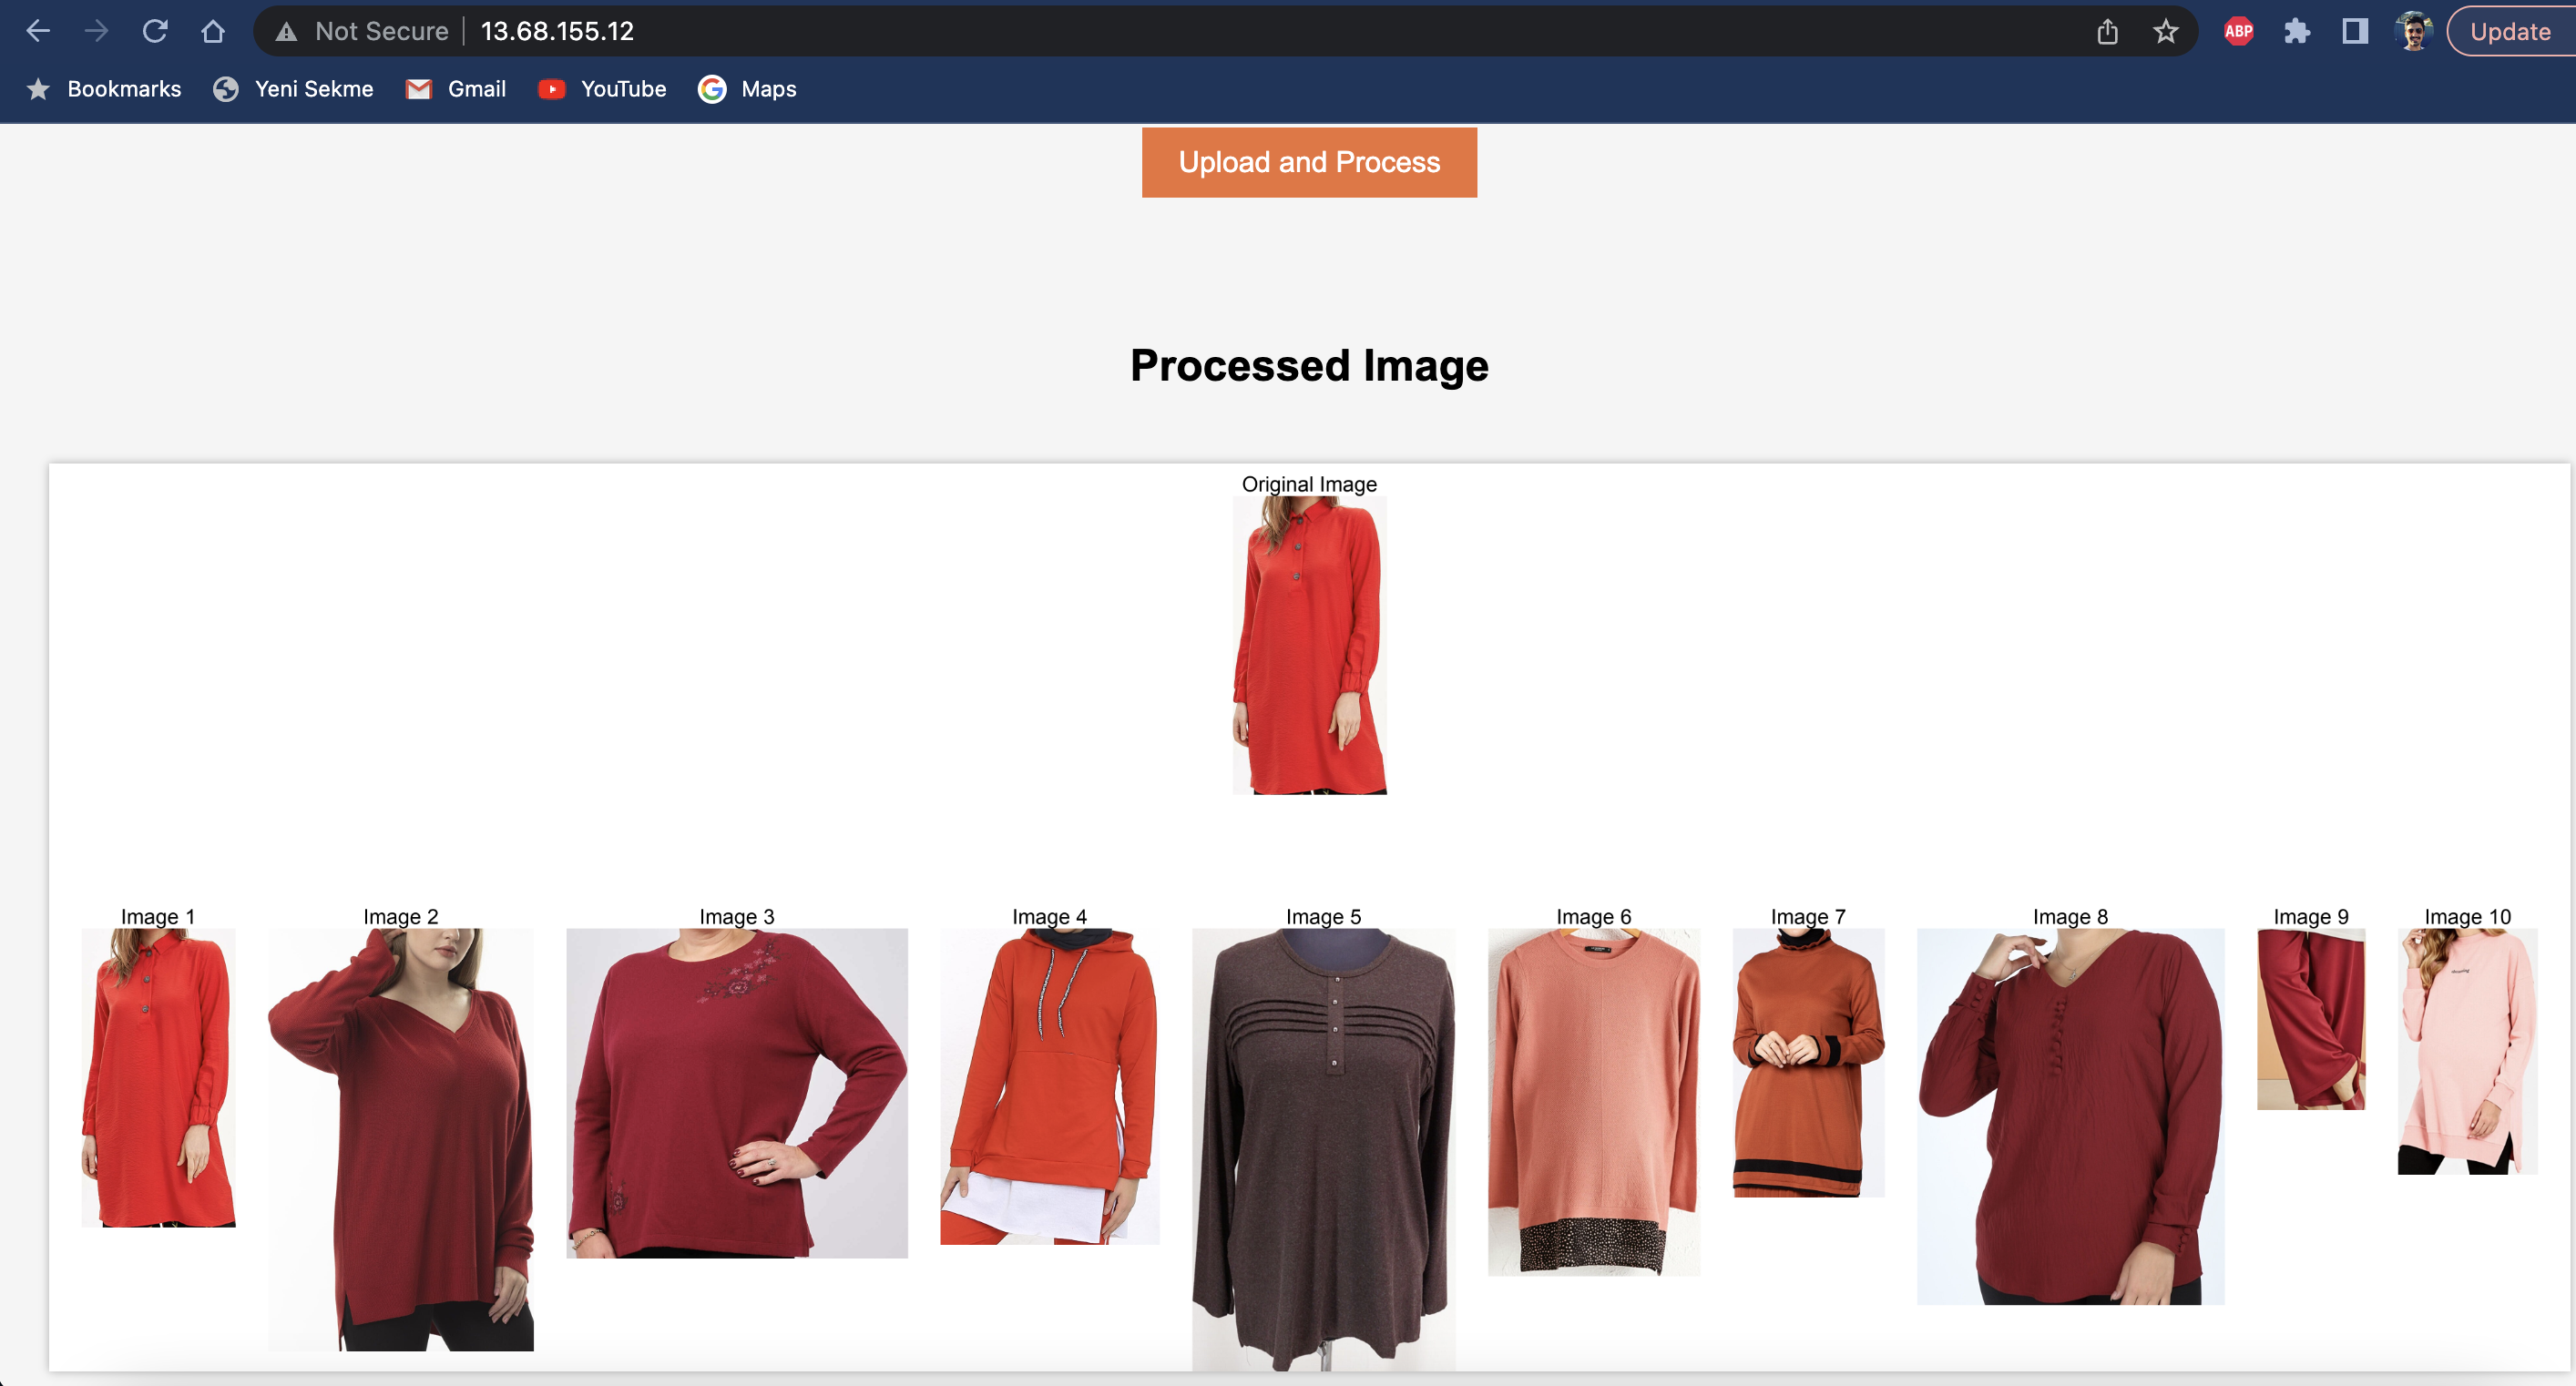 Not Secure 13.68.155.12
ABP
Update
Bookmarks Yeni Sekme Gmail YouTube Maps
Upload and Process
Processed Image
Original Image
Image 1 Image 2 Image 3 Image 4 Image 5 Image 6 Image 7 Image 8 Image 9 Image 10